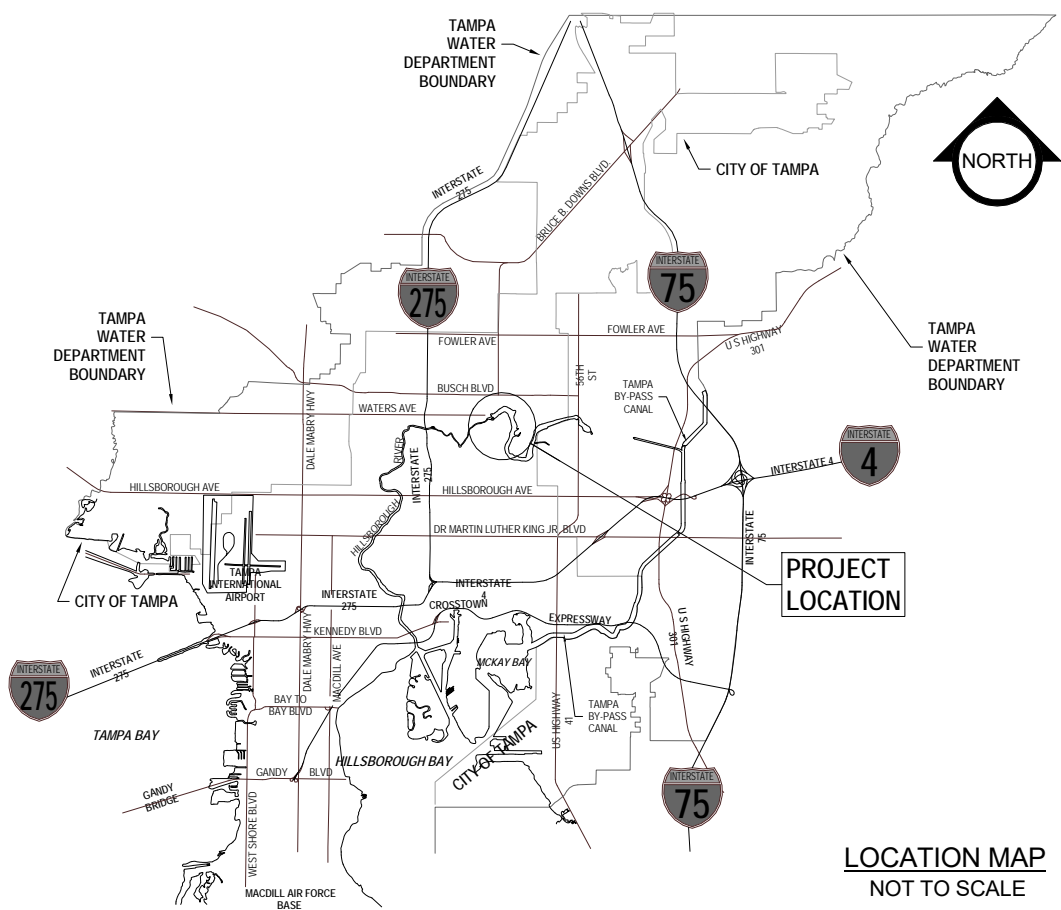 TAMPA
WATER
DEPARTMENT
BOUNDARY
CITY OF TAMPA
NORTH
INTERSTATE
275
BRUCE B. DOWNS BLVD.
INTERSTATE
275
INTERSTATE
75
TAMPA
WATER
DEPARTMENT
BOUNDARY
TAMPA
WATER
DEPARTMENT
BOUNDARY
FOWLER AVE
FOWLER AVE
U S HIGHWAY
301
DALE MABRY HWY
BUSCH BLVD
56TH
ST
TAMPA
BY-PASS
CANAL
WATERS AVE
HILLSBOROUGH
RIVER
INTERSTATE
275
INTERSTATE 4
INTERSTATE
4
HILLSBOROUGH AVE
HILLSBOROUGH AVE
DR MARTIN LUTHER KING JR. BLVD
INTERSTATE
75
PROJECT
LOCATION
CITY OF TAMPA
TAMPA
INTERNATIONAL
AIRPORT
INTERSTATE
275
INTERSTATE
4
CROSSTOWN
EXPRESSWAY
KENNEDY BLVD
DALE MABRY HWY
MACDILL AVE
U S HIGHWAY
301
MCKAY BAY
INTERSTATE
275
INTERSTATE
275
BAY TO
BAY BLVD
TAMPA
BY-PASS
CANAL
US HIGHWAY
41
TAMPA BAY
HILLSBOROUGH BAY
CITY OF TAMPA
GANDY BLVD
GANDY
BRIDGE
WEST SHORE BLVD
INTERSTATE
75
MACDILL AIR FORCE
BASE
LOCATION MAP
NOT TO SCALE